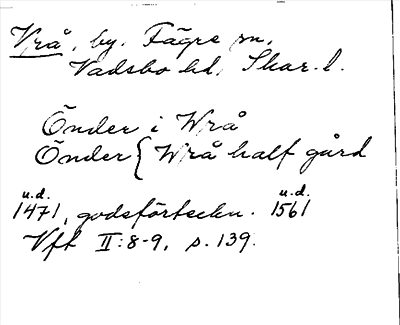 Vrå, by. Fägre sn,
Vadsbo hd, Skar. l.
Önder i Wrå
Önder { Wrå half gård
u.d. u.d.
1471, godsförteckn. 1561
Vft II:8-9, s. 139.